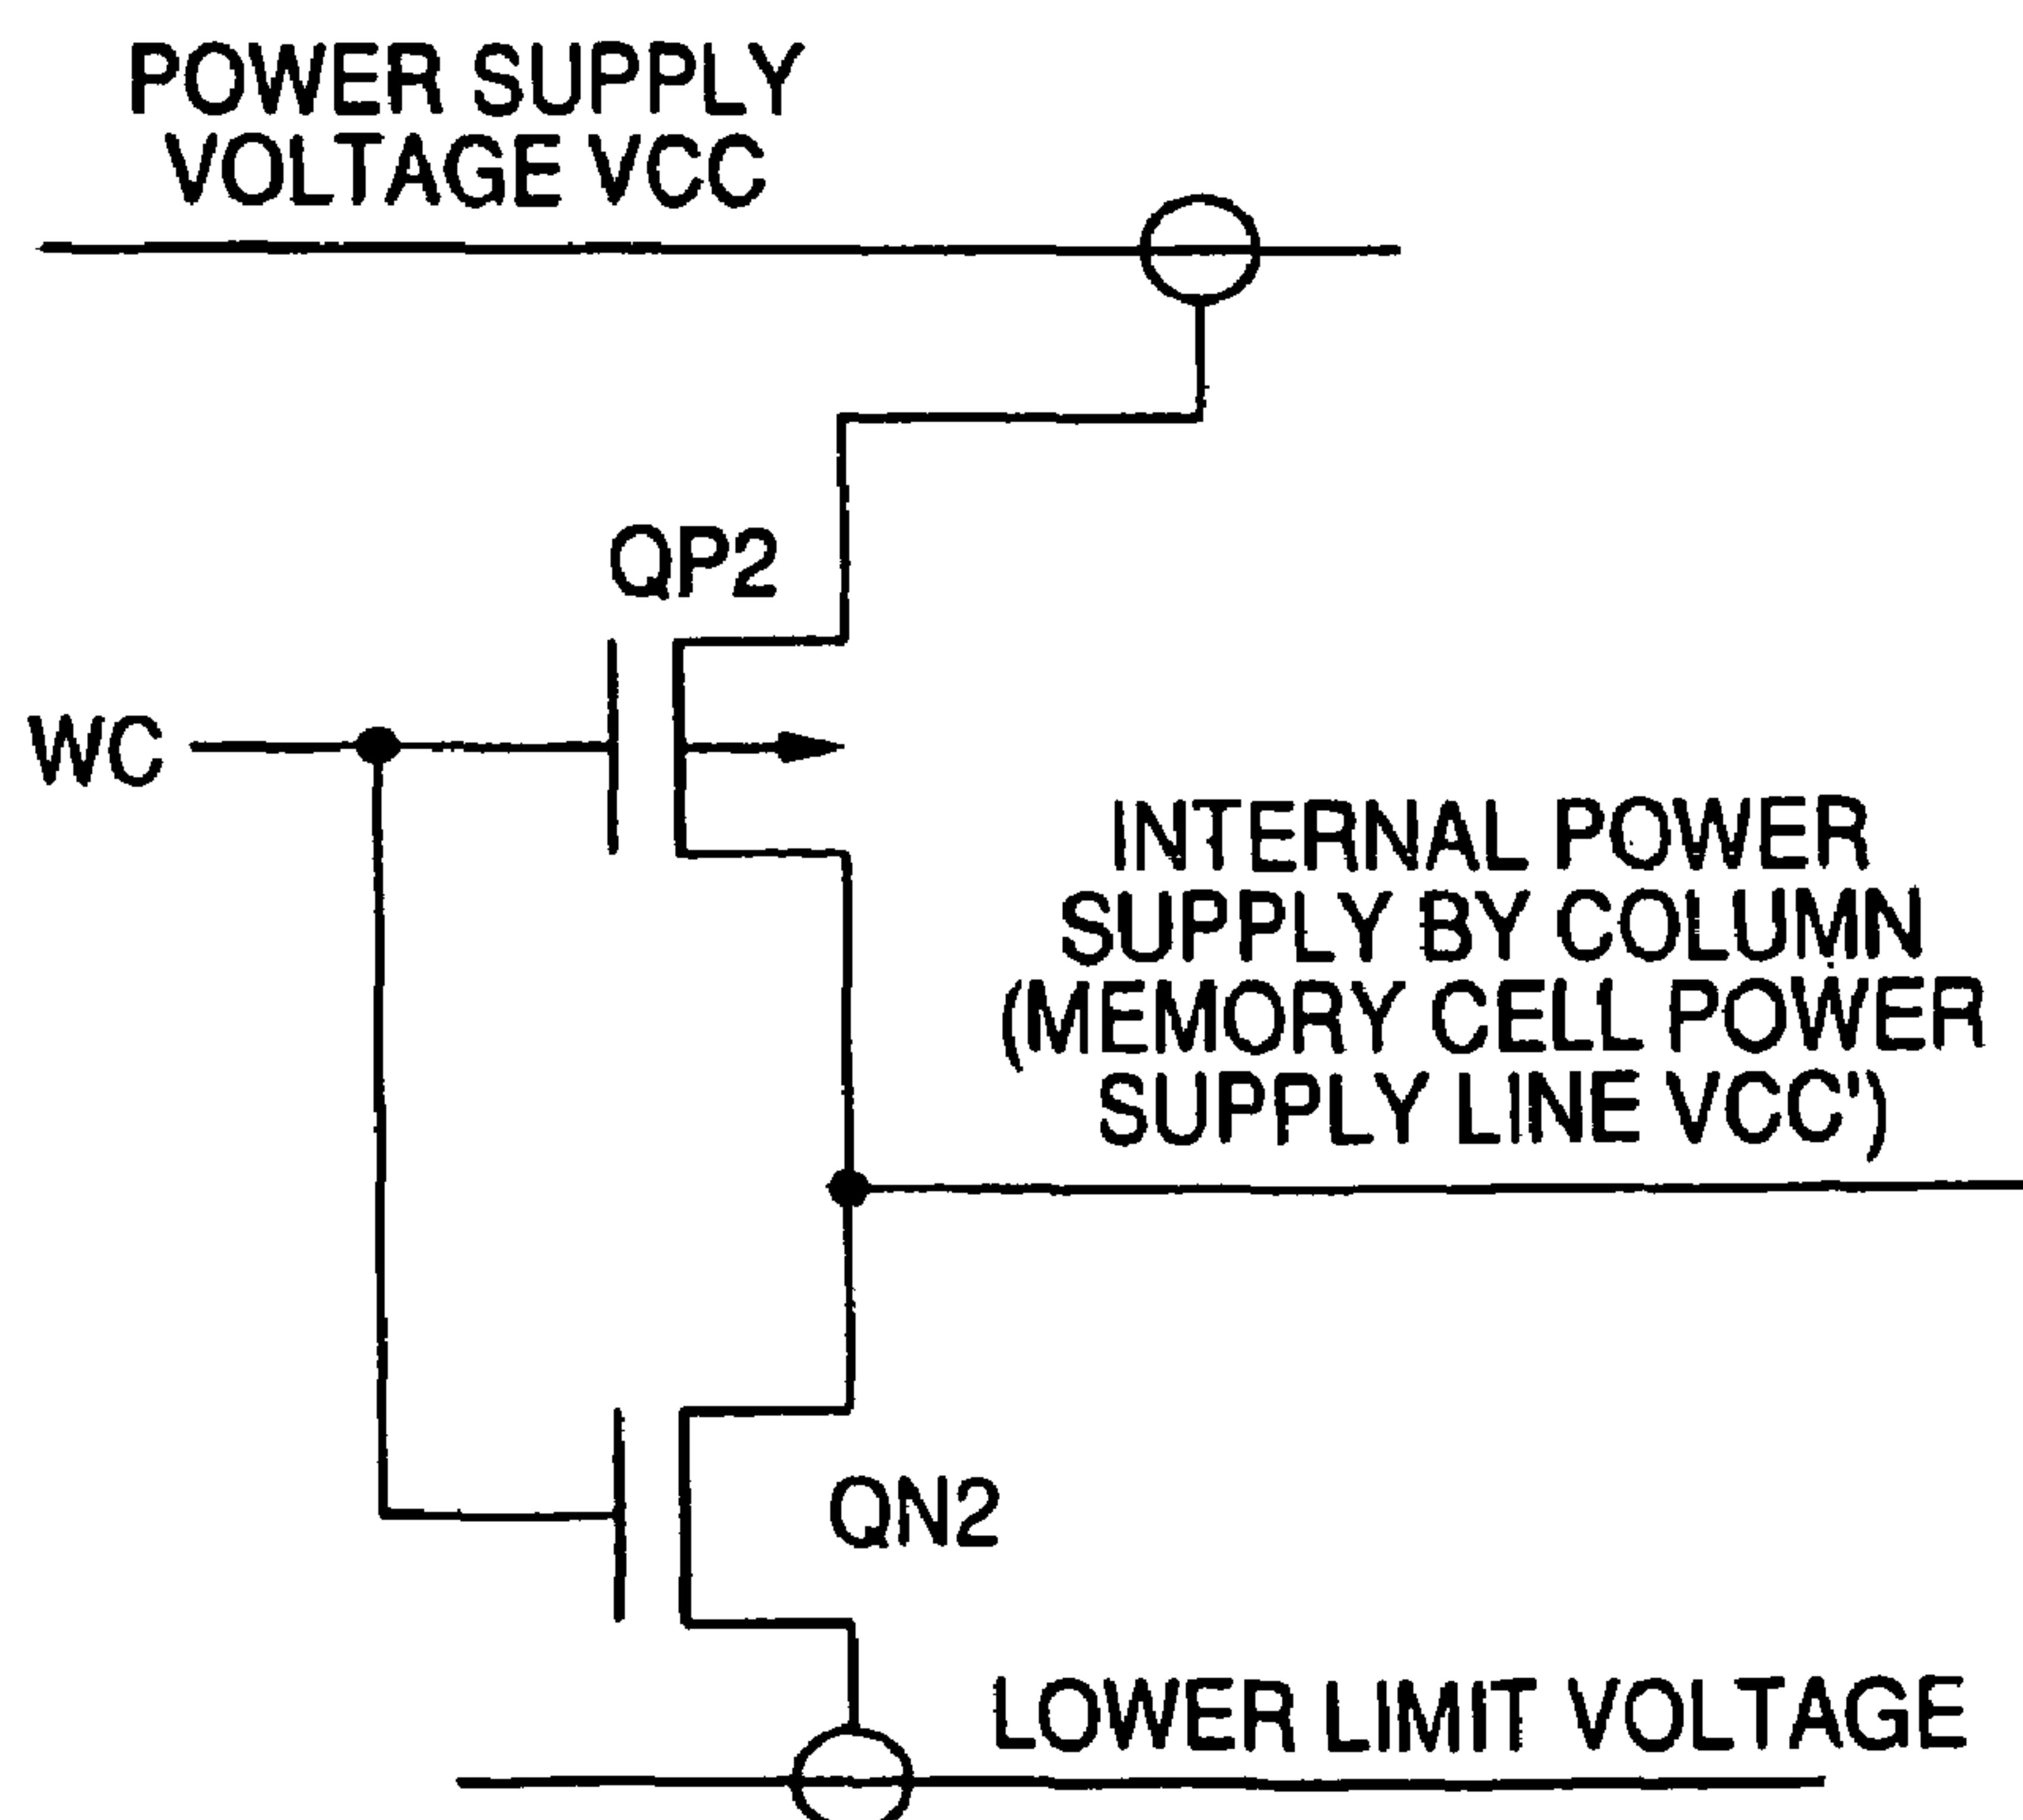 POWER SUPPLY
VOLTAGE VCC
QP2
WC
INTERNAL POWER
SUPPLY BY COLUMN
(MEMORY CELL POWER
SUPPLY LINE VCC')
QN2
LOWER LIMIT VOLTAGE